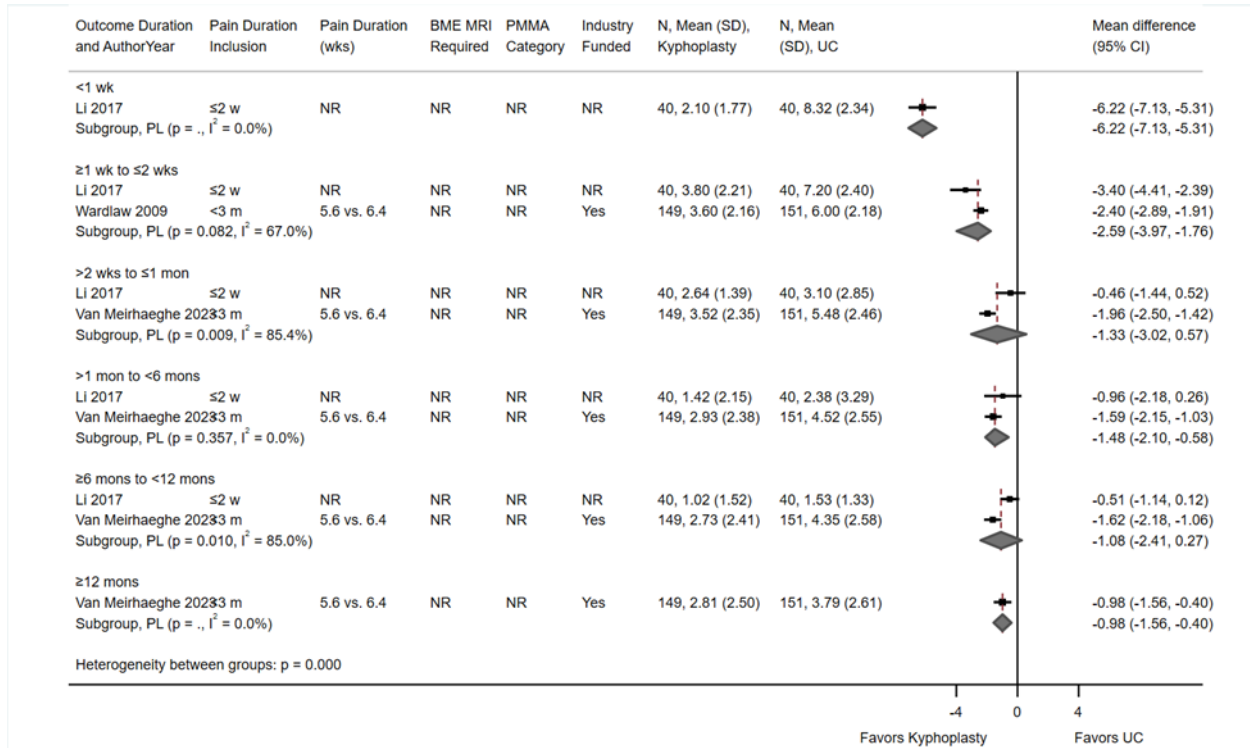 Outcome Duration and AuthorYear Pain Duration Inclusion Pain Duration (wks) BME MRI Required PMMA Category Industry Funded N, Mean (SD), Kyphoplasty N, Mean (SD), UC Mean difference (95% CI)
<1 wk
Li 2017 ≤2 w NR NR NR NR 40, 2.10 (1.77) 40, 8.32 (2.34) -6.22 (-7.13, -5.31)
Subgroup, PL (p = ., I² = 0.0%) -6.22 (-7.13, -5.31)
≥1 wk to ≤2 wks
Li 2017 ≤2 w NR NR NR NR 40, 3.80 (2.21) 40, 7.20 (2.40) -3.40 (-4.41, -2.39)
Wardlaw 2009 <3 m 5.6 vs. 6.4 NR NR Yes 149, 3.60 (2.16) 151, 6.00 (2.18) -2.40 (-2.89, -1.91)
Subgroup, PL (p = 0.082, I² = 67.0%) -2.59 (-3.97, -1.76)
>2 wks to ≤1 mon
Li 2017 ≤2 w NR NR NR NR 40, 2.64 (1.39) 40, 3.10 (2.85) -0.46 (-1.44, 0.52)
Van Meirhaeghe 2023 m 5.6 vs. 6.4 NR NR Yes 149, 3.52 (2.35) 151, 5.48 (2.46) -1.96 (-2.50, -1.42)
Subgroup, PL (p = 0.009, I² = 85.4%) -1.33 (-3.02, 0.57)
>1 mon to <6 mons
Li 2017 ≤2 w NR NR NR NR 40, 1.42 (2.15) 40, 2.38 (3.29) -0.96 (-2.18, 0.26)
Van Meirhaeghe 2023 m 5.6 vs. 6.4 NR NR Yes 149, 2.93 (2.38) 151, 4.52 (2.55) -1.59 (-2.15, -1.03)
Subgroup, PL (p = 0.357, I² = 0.0%) -1.48 (-2.10, -0.58)
≥6 mons to <12 mons
Li 2017 ≤2 w NR NR NR NR 40, 1.02 (1.52) 40, 1.53 (1.33) -0.51 (-1.14, 0.12)
Van Meirhaeghe 2023 m 5.6 vs. 6.4 NR NR Yes 149, 2.73 (2.41) 151, 4.35 (2.58) -1.62 (-2.18, -1.06)
Subgroup, PL (p = 0.010, I² = 85.0%) -1.08 (-2.41, 0.27)
≥12 mons
Van Meirhaeghe 2023 m 5.6 vs. 6.4 NR NR Yes 149, 2.81 (2.50) 151, 3.79 (2.61) -0.98 (-1.56, -0.40)
Subgroup, PL (p = ., I² = 0.0%) -0.98 (-1.56, -0.40)
Heterogeneity between groups: p = 0.000
-4 0 4
Favors Kyphoplasty Favors UC